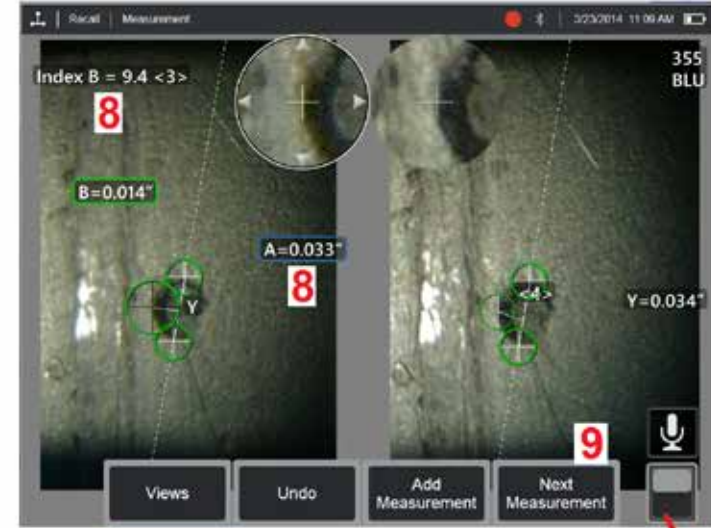 Recall | Measurement
3/23/2014 11:09 AM
Index B = 9.4 <3>
355
BLU
8
B=0.014"
A=0.033"
8
Y
<4>
Y=0.034"
9
Views
Undo
Add
Measurement
Next
Measurement